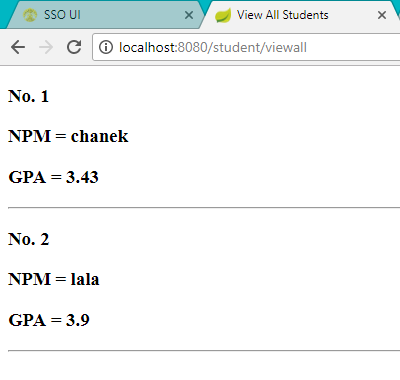 SSO UI
View All Students
localhost:8080/student/viewall
No. 1
NPM = chanek
GPA = 3.43
No. 2
NPM = lala
GPA = 3.9